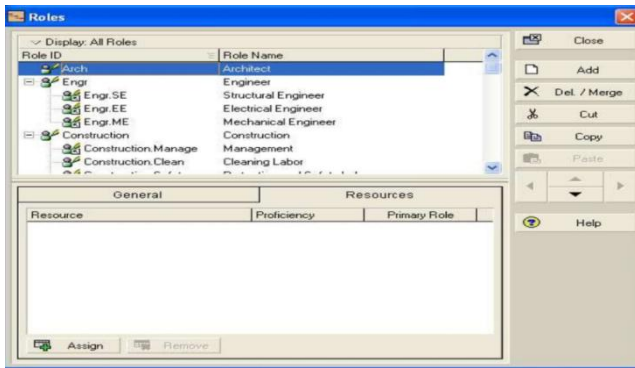 Roles
Display: All Roles
Role ID Role Name
Arch Architect
Engr Engineer
Engr.SE Structural Engineer
Engr.EE Electrical Engineer
Engr.ME Mechanical Engineer
Construction Construction
Construction.Manage Management
Construction.Clean Cleaning Labor
General Resources
Resource Proficiency Primary Role
Assign Remove
Close
Add
Del. / Merge
Cut
Copy
Paste
Help